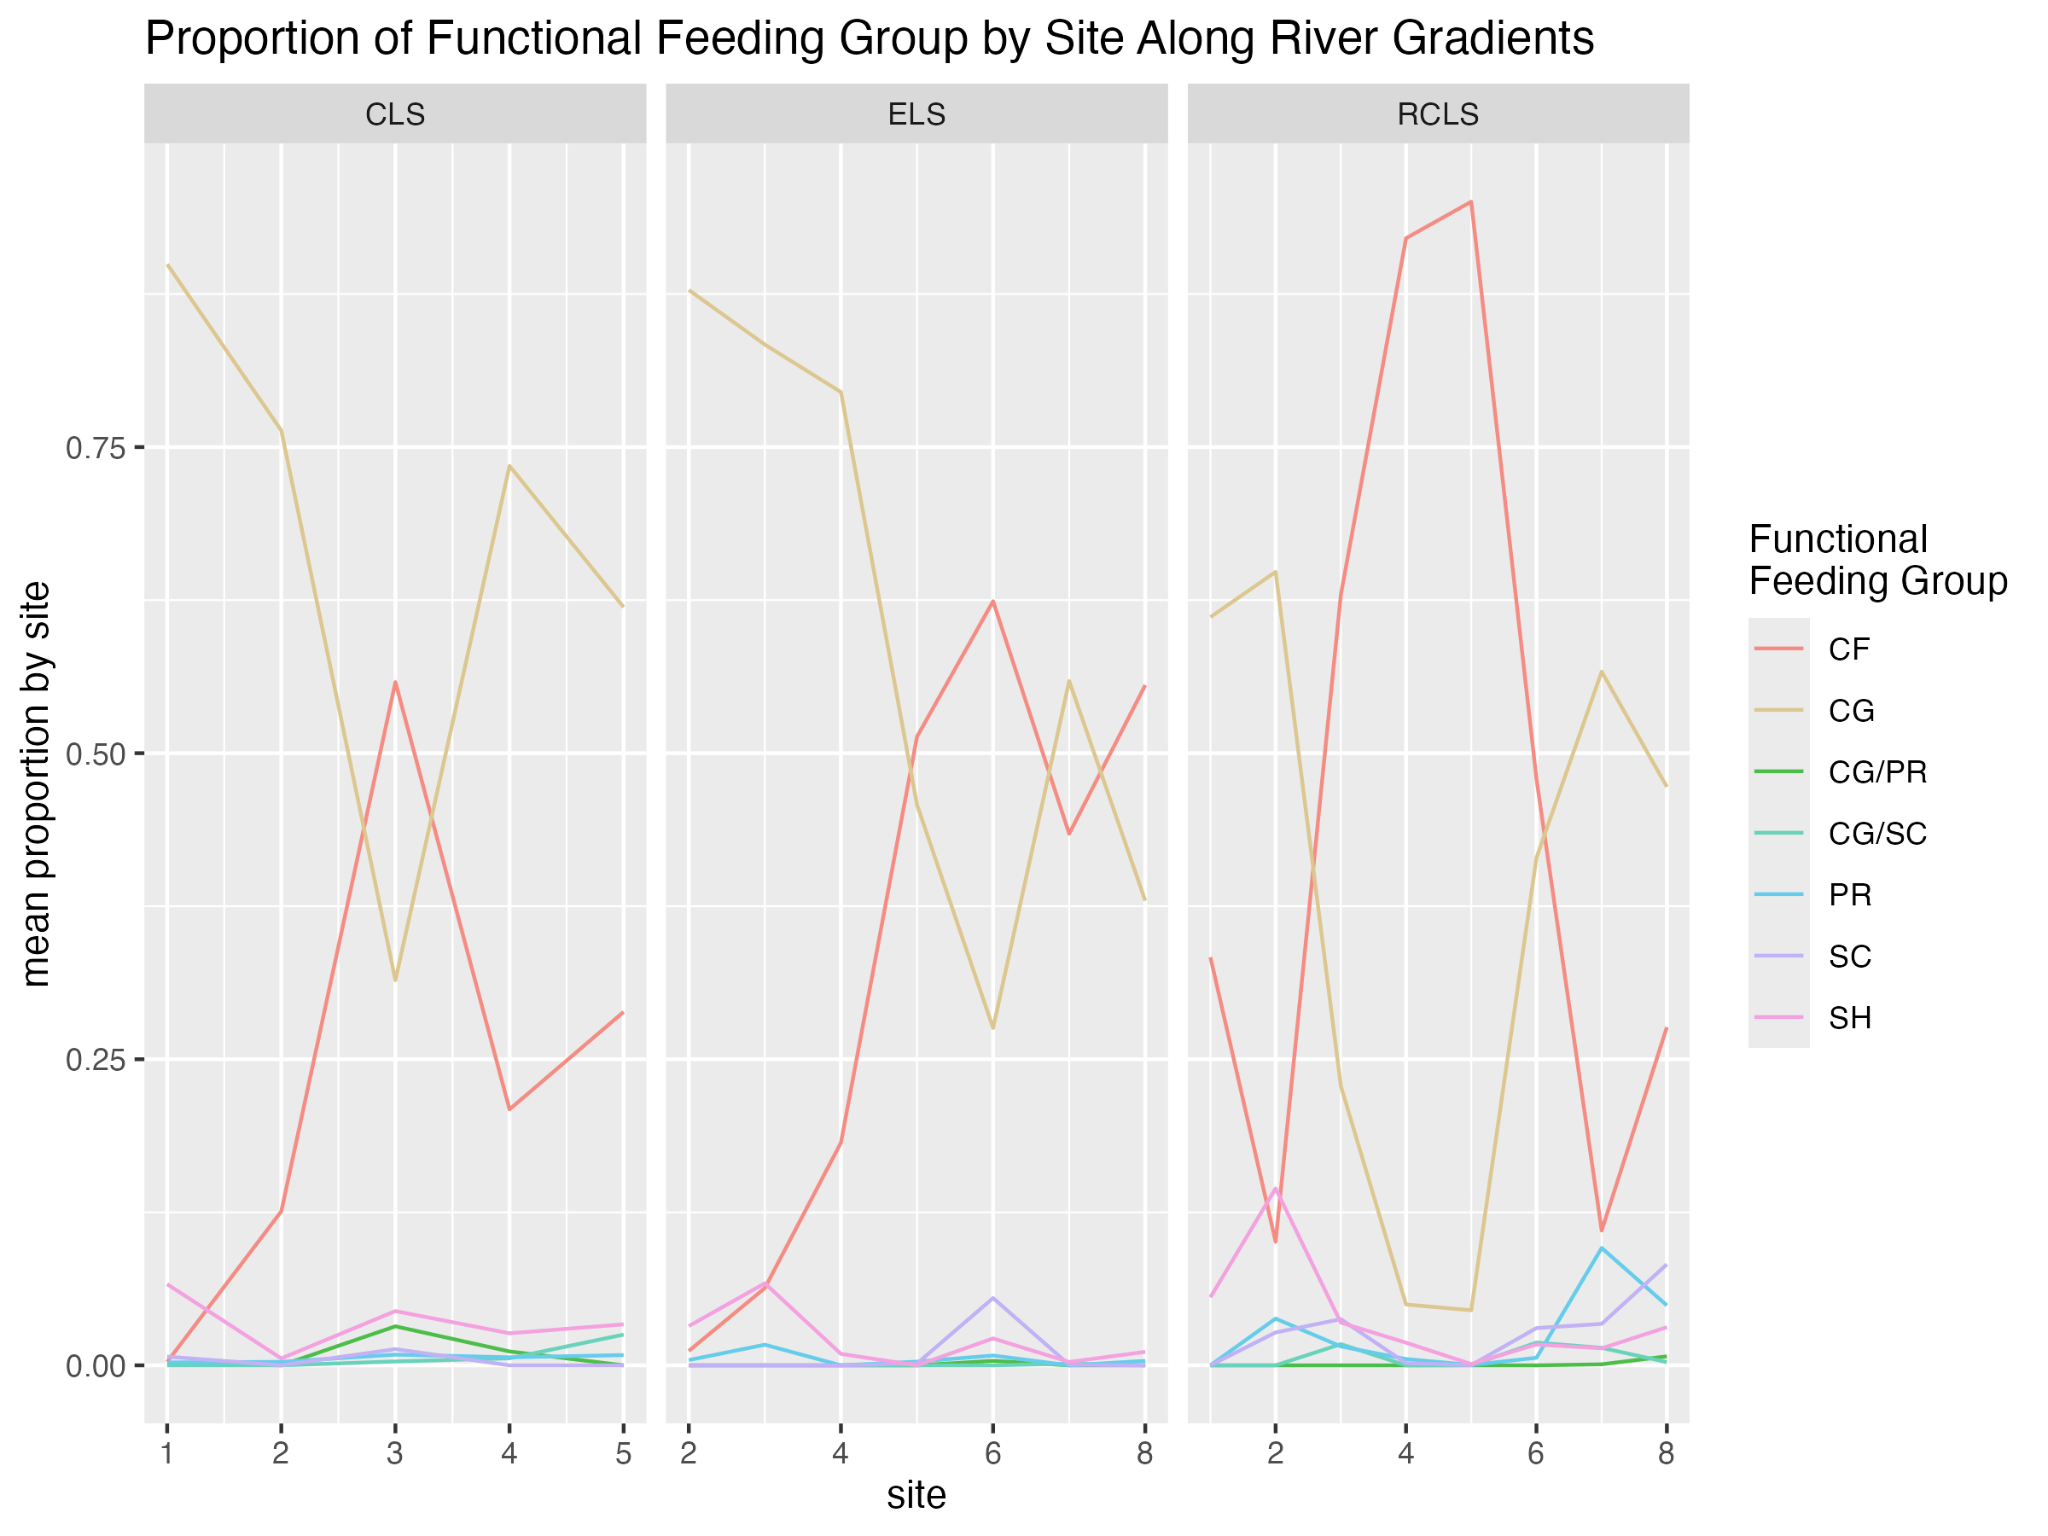 Proportion of Functional Feeding Group by Site Along River Gradients
CLS
ELS
RCLS
mean proportion by site
0.75
0.50
0.25
0.00
1 2 3 4 5
2 4 6 8
2 4 6 8
site
Functional
Feeding Group
CF
CG
CG/PR
CG/SC
PR
SC
SH